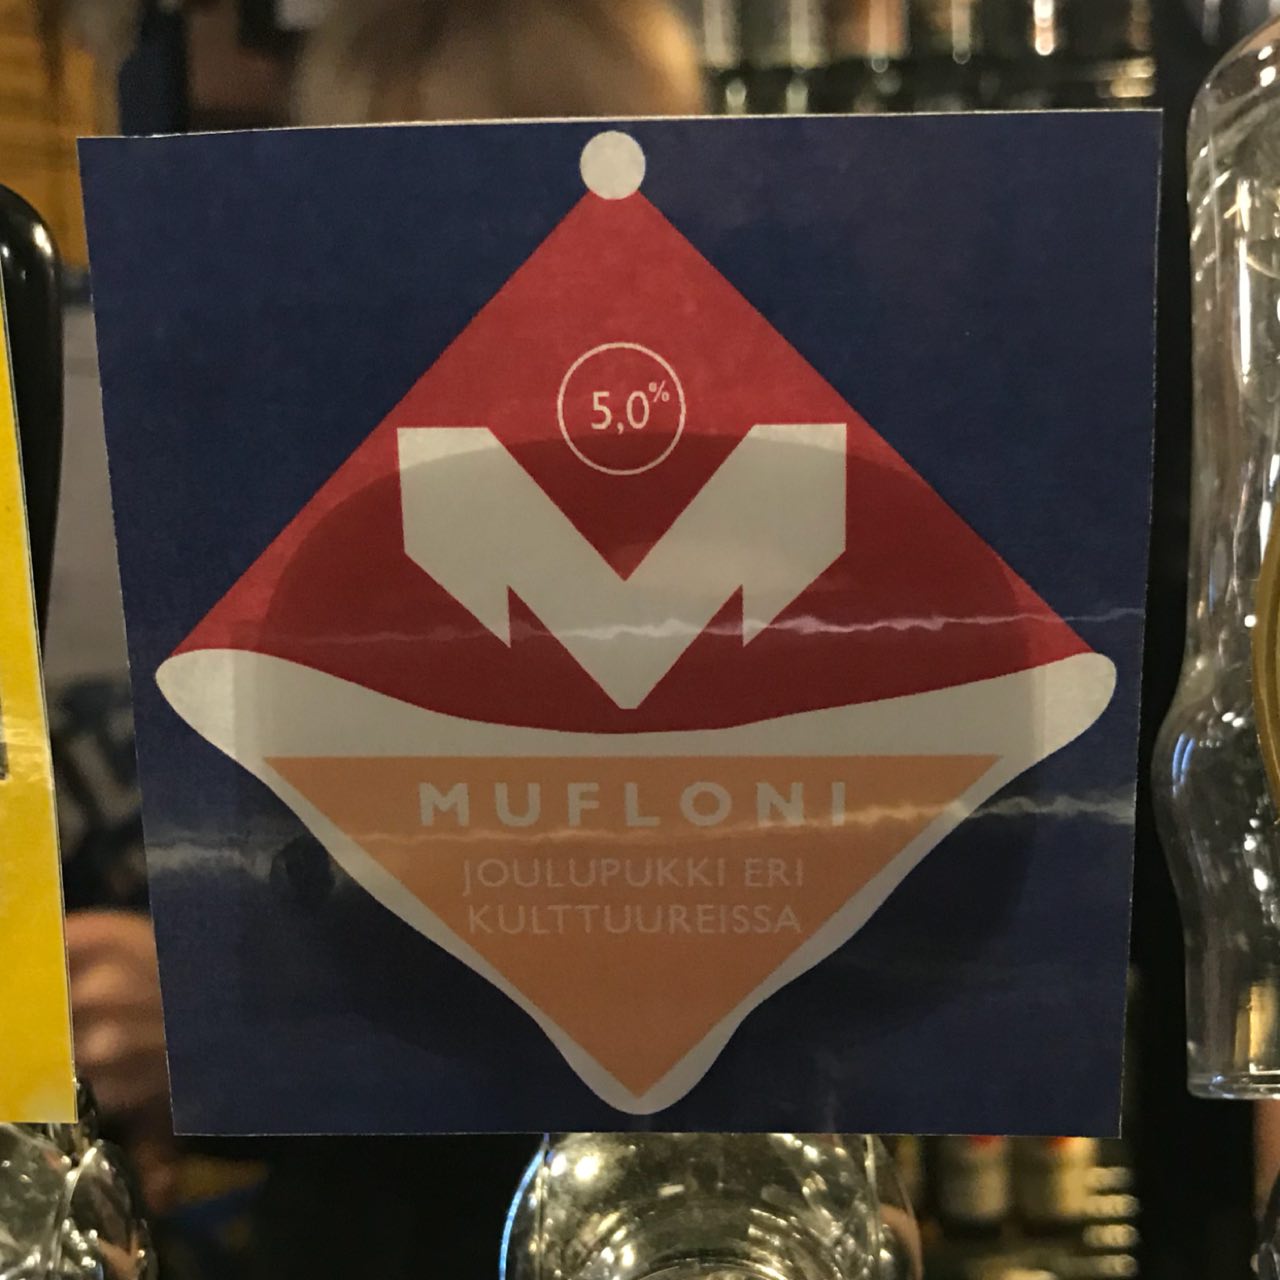 5,0%
M
MUFLONI
JOULUPUKKI ERI
KULTTUUREISSA